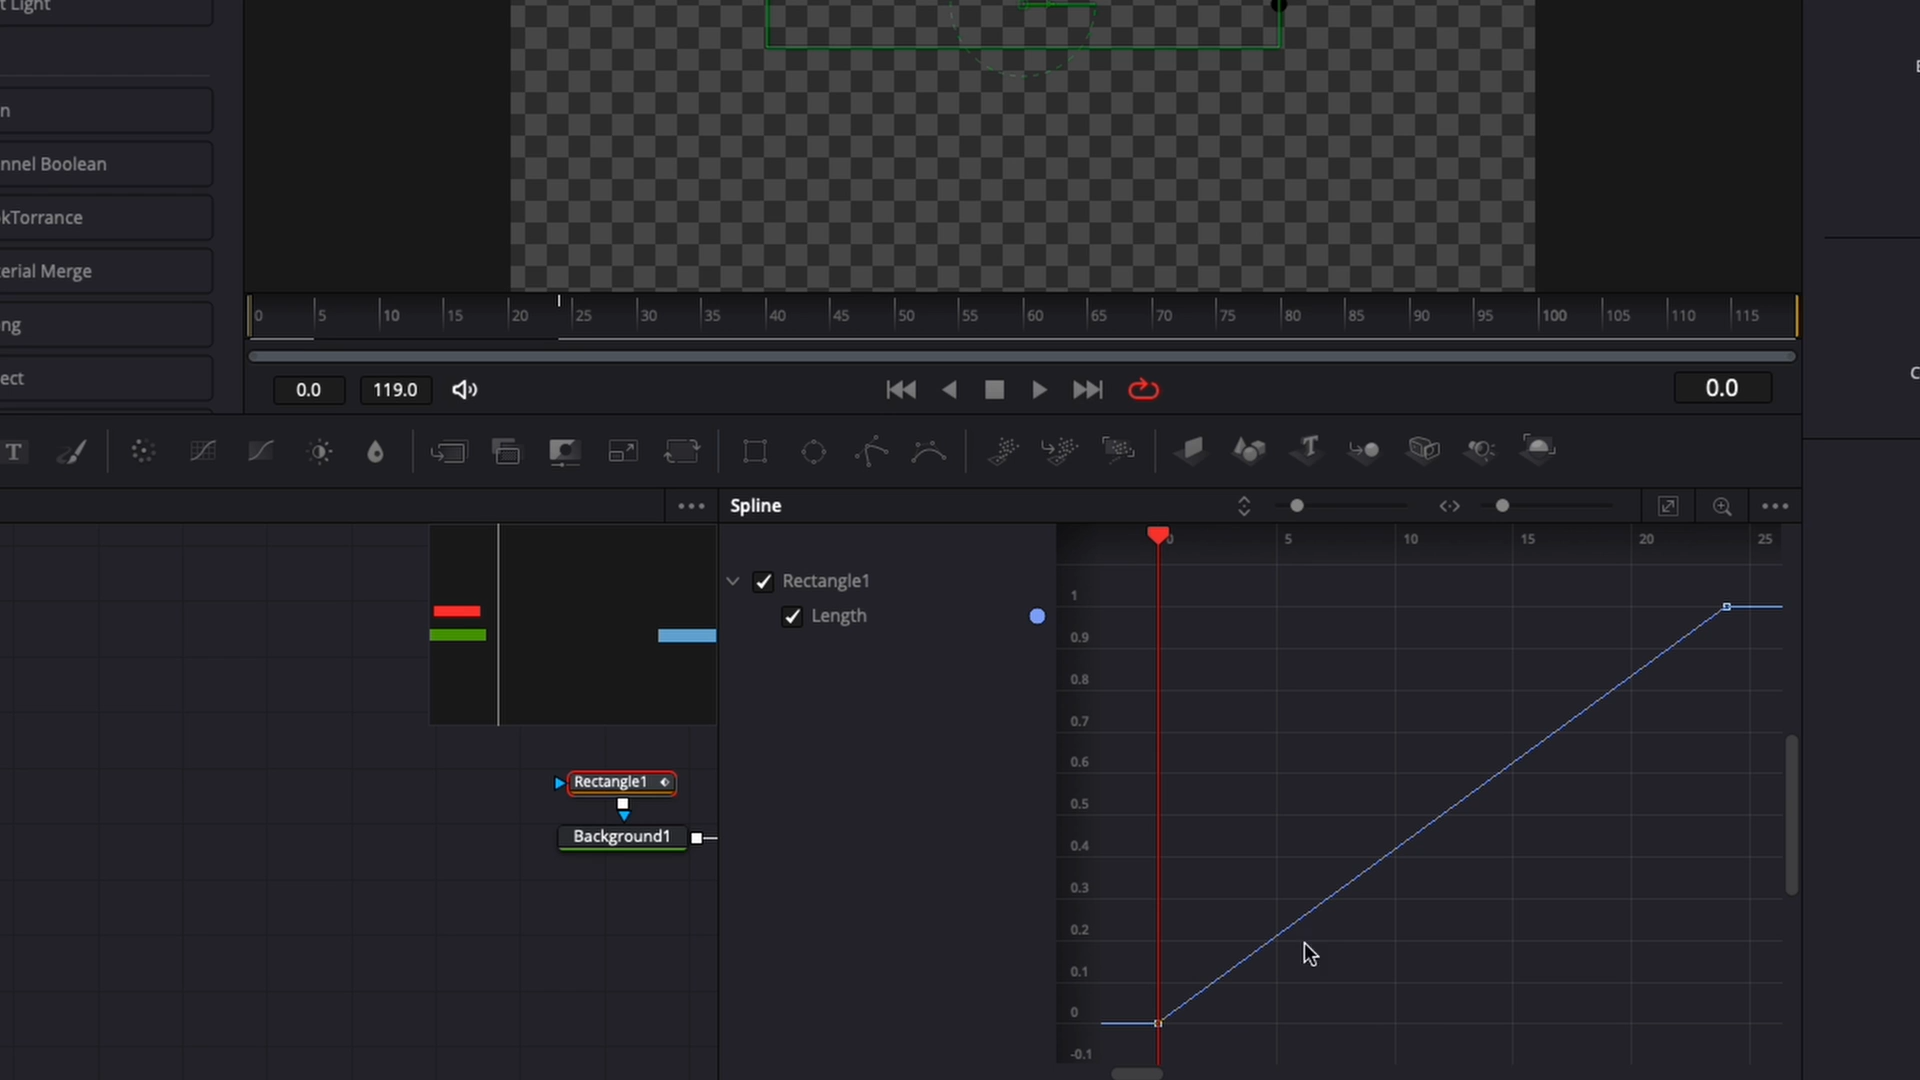 t Light
n
nnel Boolean
kTorrance
erial Merge
ng
ect
0 5 10 15 20 25 30 35 40 45 50 55 60 65 70 75 80 85 90 95 100 105 110 115
0.0 119.0 0.0
T T
Spline
0 5 10 15 20 25
Rectangle1
Length
1
0.9
0.8
0.7
0.6
0.5
0.4
0.3
0.2
0.1
0
-0.1
Rectangle1
Background1